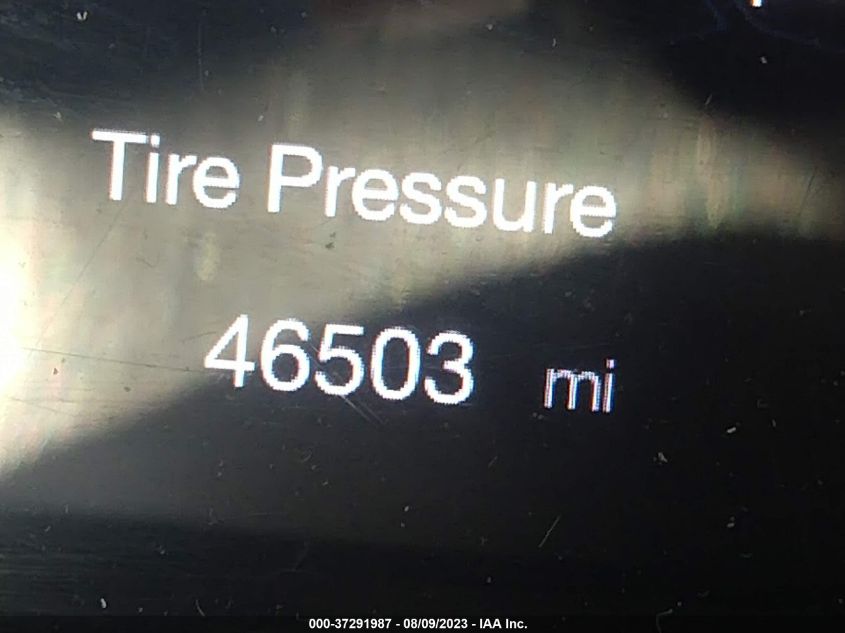 Tire Pressure
46503 mi
000-37291987 - 08/09/2023 - IAA Inc.